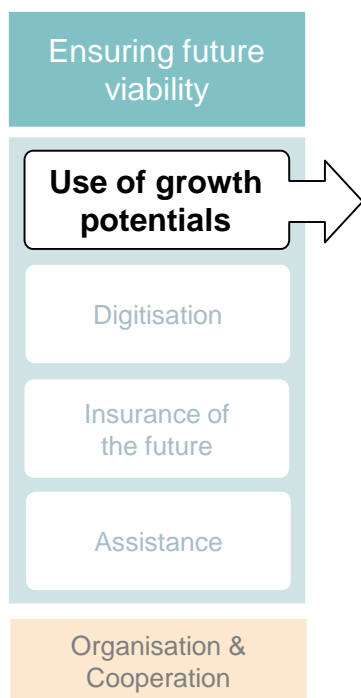 Ensuring future
viability
Use of growth
potentials
Digitisation
Insurance of
the future
Assistance
Organisation &
Cooperation